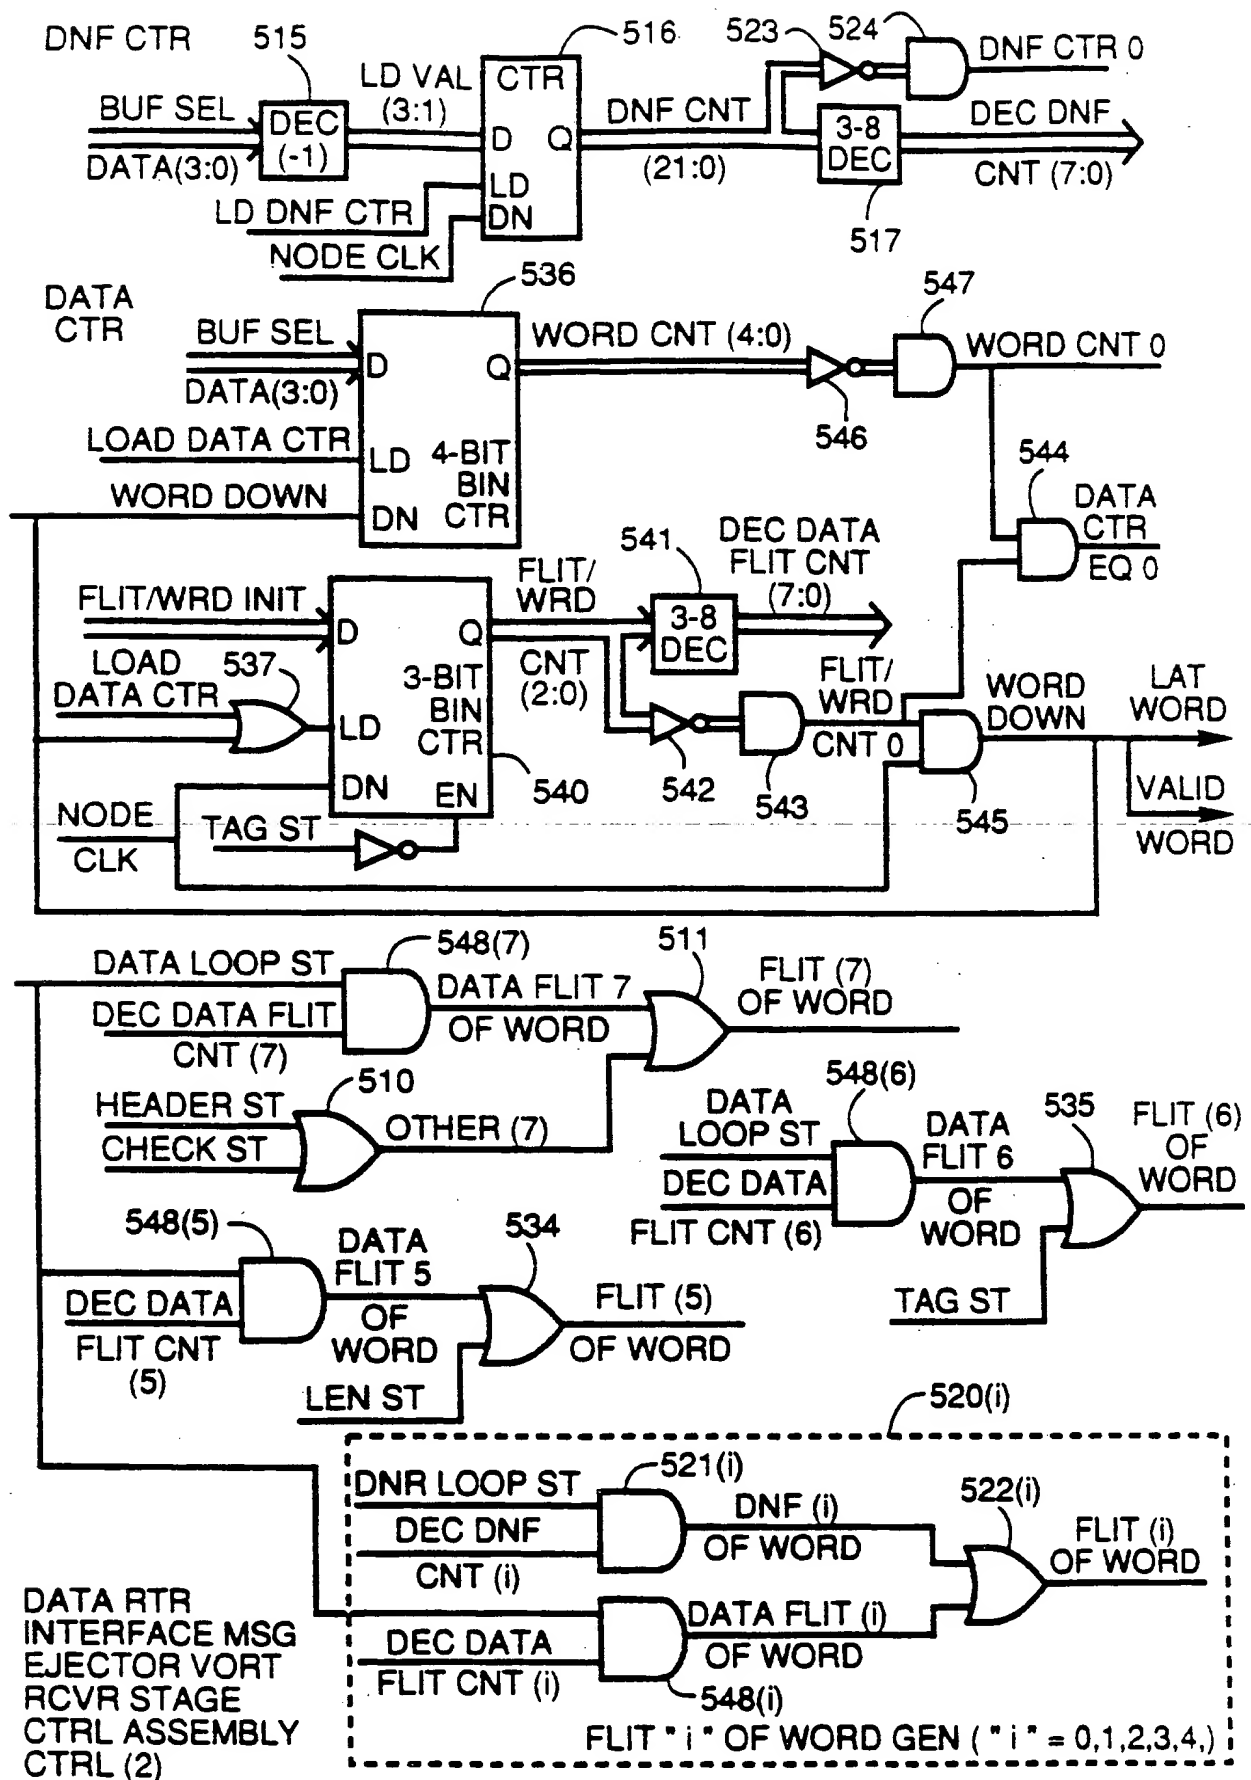 DNF CTR
515
516
523
524
DNF CTR 0
BUF SEL
DATA(3:0)
DEC
(-1)
LD VAL
(3:1)
CTR
D
Q
LD
DN
DNF CNT
(21:0)
3-8
DEC
DEC DNF
CNT (7:0)
517
LD DNF CTR
NODE CLK
DATA
CTR
536
547
BUF SEL
DATA(3:0)
D
Q
WORD CNT (4:0)
WORD CNT 0
546
LOAD DATA CTR
LD
4-BIT
BIN
CTR
WORD DOWN
DN
544
DATA
CTR
EQ 0
541
DEC DATA
FLIT CNT
(7:0)
FLIT/WRD INIT
D
Q
FLIT/
WRD
CNT
(2:0)
3-8
DEC
LOAD
DATA CTR
537
LD
3-BIT
BIN
CTR
FLIT/
WRD
CNT 0
WORD
DOWN
LAT
WORD
DN
EN
540
542
543
545
VALID
WORD
NODE
CLK
TAG ST
548(7)
511
DATA LOOP ST
DEC DATA FLIT
CNT (7)
DATA FLIT 7
OF WORD
FLIT (7)
OF WORD
510
HEADER ST
CHECK ST
OTHER (7)
548(6)
DATA
LOOP ST
DEC DATA
FLIT CNT (6)
DATA
FLIT 6
OF
WORD
535
FLIT (6)
OF
WORD
TAG ST
548(5)
DEC DATA
FLIT CNT
(5)
DATA
FLIT 5
OF
WORD
534
FLIT (5)
OF WORD
LEN ST
520(i)
DNR LOOP ST
DEC DNF
CNT (i)
521(i)
DNF (i)
OF WORD
522(i)
FLIT (i)
OF WORD
DEC DATA
FLIT CNT (i)
DATA FLIT (i)
OF WORD
548(i)
FLIT "i" OF WORD GEN ("i" = 0,1,2,3,4,)
DATA RTR
INTERFACE MSG
EJECTOR VORT
RCVR STAGE
CTRL ASSEMBLY
CTRL (2)